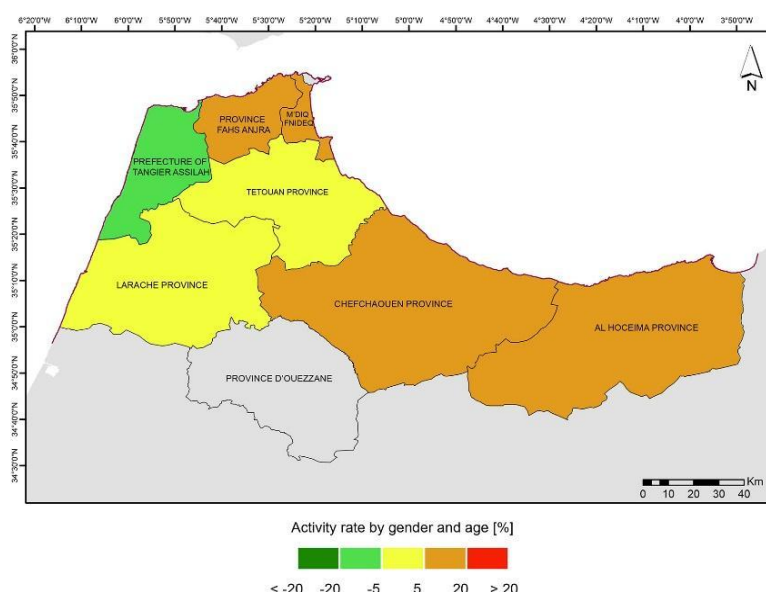 6°20'0"W 6°10'0"W 6°0'0"W 5°50'0"W 5°40'0"W 5°30'0"W 5°20'0"W 5°10'0"W 5°0'0"W 4°50'0"W 4°40'0"W 4°30'0"W 4°20'0"W 4°10'0"W 4°0'0"W 3°50'0"W
36°0'0"N
35°50'0"N
35°40'0"N
35°30'0"N
35°20'0"N
35°10'0"N
35°0'0"N
34°50'0"N
34°40'0"N
34°30'0"N
N
PROVINCE
FAHS ANJRA
M'DIQ
FNIDEQ
PREFECTURE OF
TANGIER ASSILAH
TETOUAN PROVINCE
LARACHE PROVINCE
CHEFCHAOUEN PROVINCE
AL HOCEIMA PROVINCE
PROVINCE D'OUEZZANE
Km
0 10 20 30 40
Activity rate by gender and age [%]
< -20 -20 -5 5 20 > 20